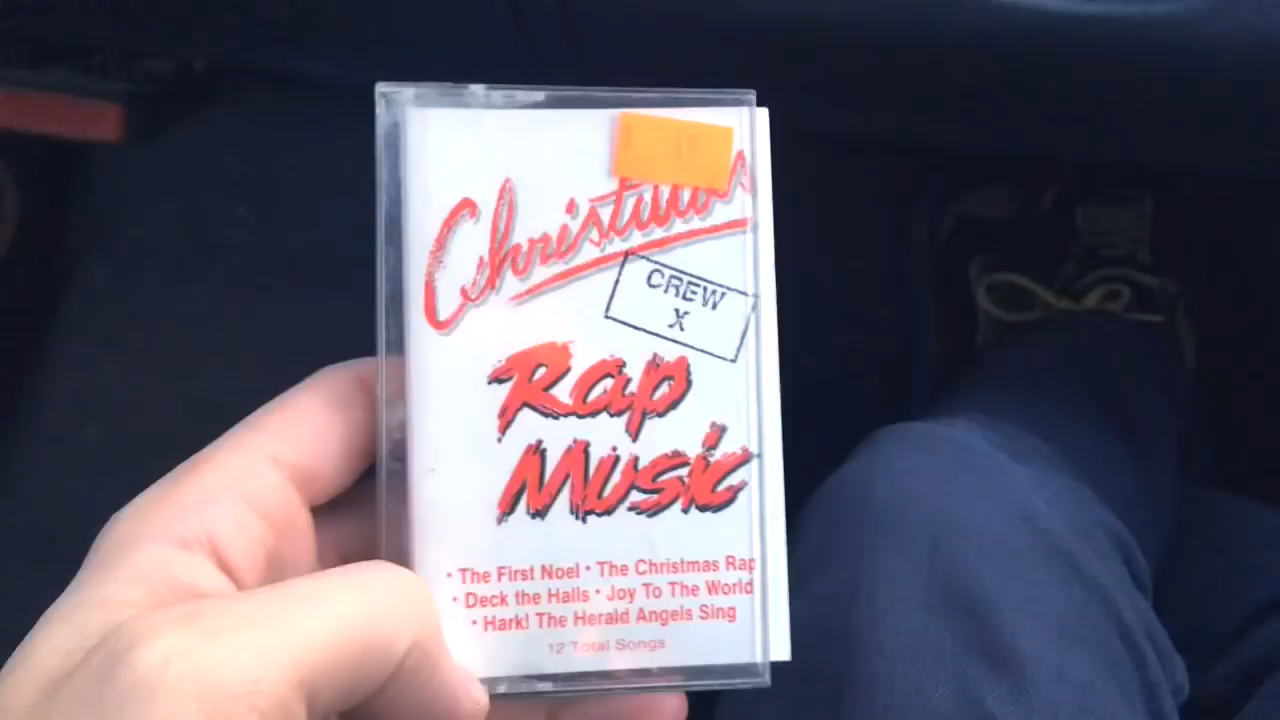 Christmas
CREW
X
Rap
Music
• The First Noel • The Christmas Rap
• Deck the Halls • Joy To The World
• Hark! The Herald Angels Sing
12 Total Songs